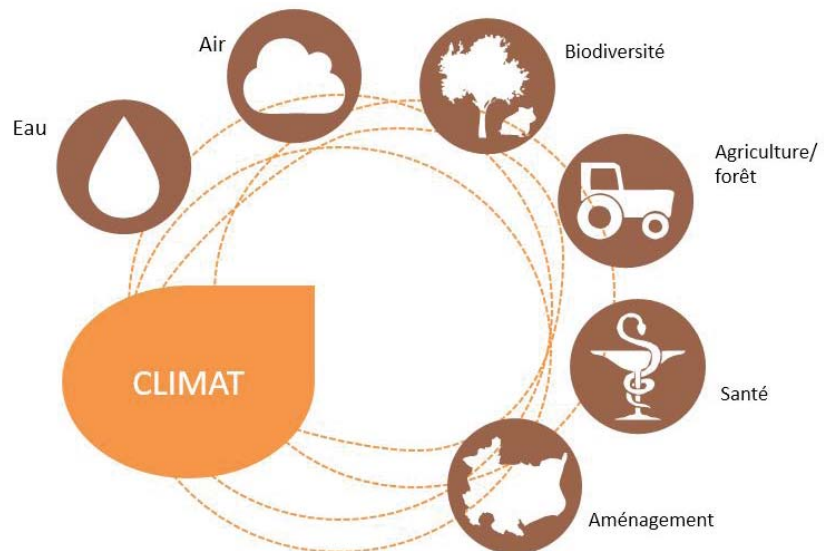 Air
Biodiversité
Eau
Agriculture/
forêt
CLIMAT
Santé
Aménagement